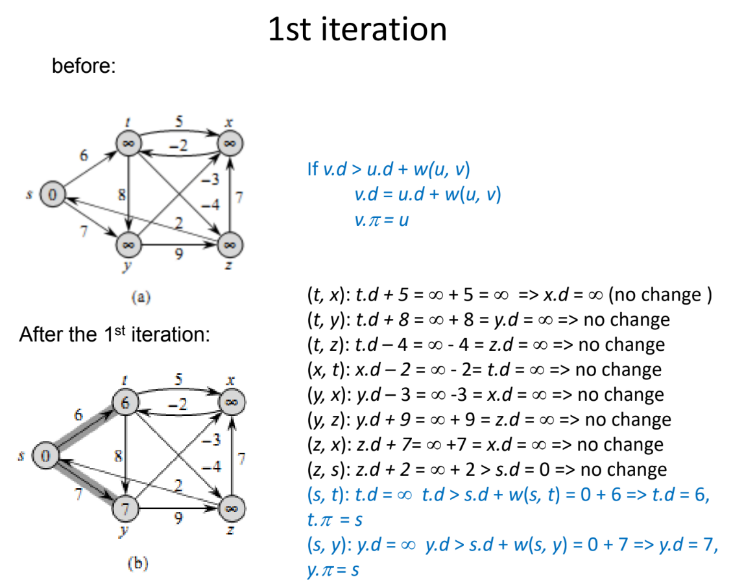 1st iteration
before:
t 5 x
∞ −2 ∞
6
−3
s 0 8 −4 7
7 2
∞ 9 ∞
y z
(a)
If v.d > u.d + w(u, v)
v.d = u.d + w(u, v)
v.π = u
After the 1st iteration:
t 5 x
6 −2 ∞
6
−3
s 0 8 −4 7
7 2
7 9 ∞
y z
(b)
(t, x): t.d + 5 = ∞ + 5 = ∞ => x.d = ∞ (no change )
(t, y): t.d + 8 = ∞ + 8 = y.d = ∞ => no change
(t, z): t.d – 4 = ∞ - 4 = z.d = ∞ => no change
(x, t): x.d – 2 = ∞ - 2= t.d = ∞ => no change
(y, x): y.d – 3 = ∞ -3 = x.d = ∞ => no change
(y, z): y.d + 9 = ∞ + 9 = z.d = ∞ => no change
(z, x): z.d + 7= ∞ +7 = x.d = ∞ => no change
(z, s): z.d + 2 = ∞ + 2 > s.d = 0 => no change
(s, t): t.d = ∞ t.d > s.d + w(s, t) = 0 + 6 => t.d = 6,
t.π = s
(s, y): y.d = ∞ y.d > s.d + w(s, y) = 0 + 7 => y.d = 7,
y.π = s